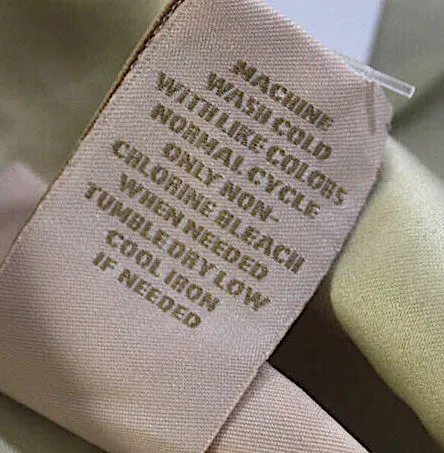 MACHINE
WASH COLD
WITH LIKE COLORS
NORMAL CYCLE
ONLY NON-
CHLORINE BLEACH
WHEN NEEDED
TUMBLE DRY LOW
COOL IRON
IF NEEDED